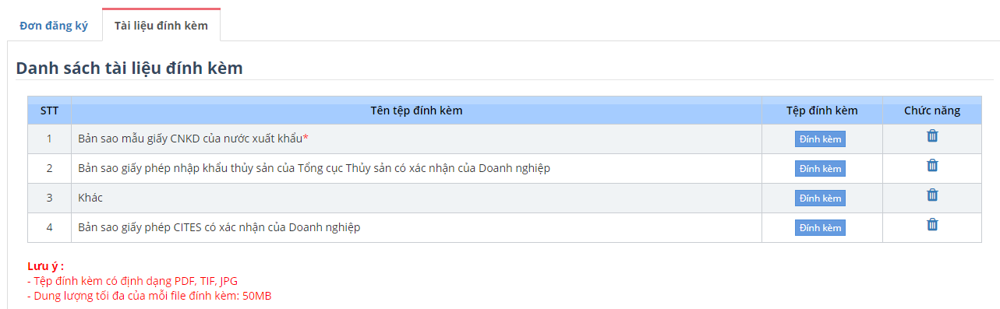 Đơn đăng ký Tài liệu đính kèm
Danh sách tài liệu đính kèm
STT Tên tệp đính kèm Tệp đính kèm Chức năng
1 Bản sao mẫu giấy CNKD của nước xuất khẩu* Đính kèm
2 Bản sao giấy phép nhập khẩu thủy sản của Tổng cục Thủy sản có xác nhận của Doanh nghiệp Đính kèm
3 Khác Đính kèm
4 Bản sao giấy phép CITES có xác nhận của Doanh nghiệp Đính kèm
Lưu ý :
- Tệp đính kèm có định dạng PDF, TIF, JPG
- Dung lượng tối đa của mỗi file đính kèm: 50MB